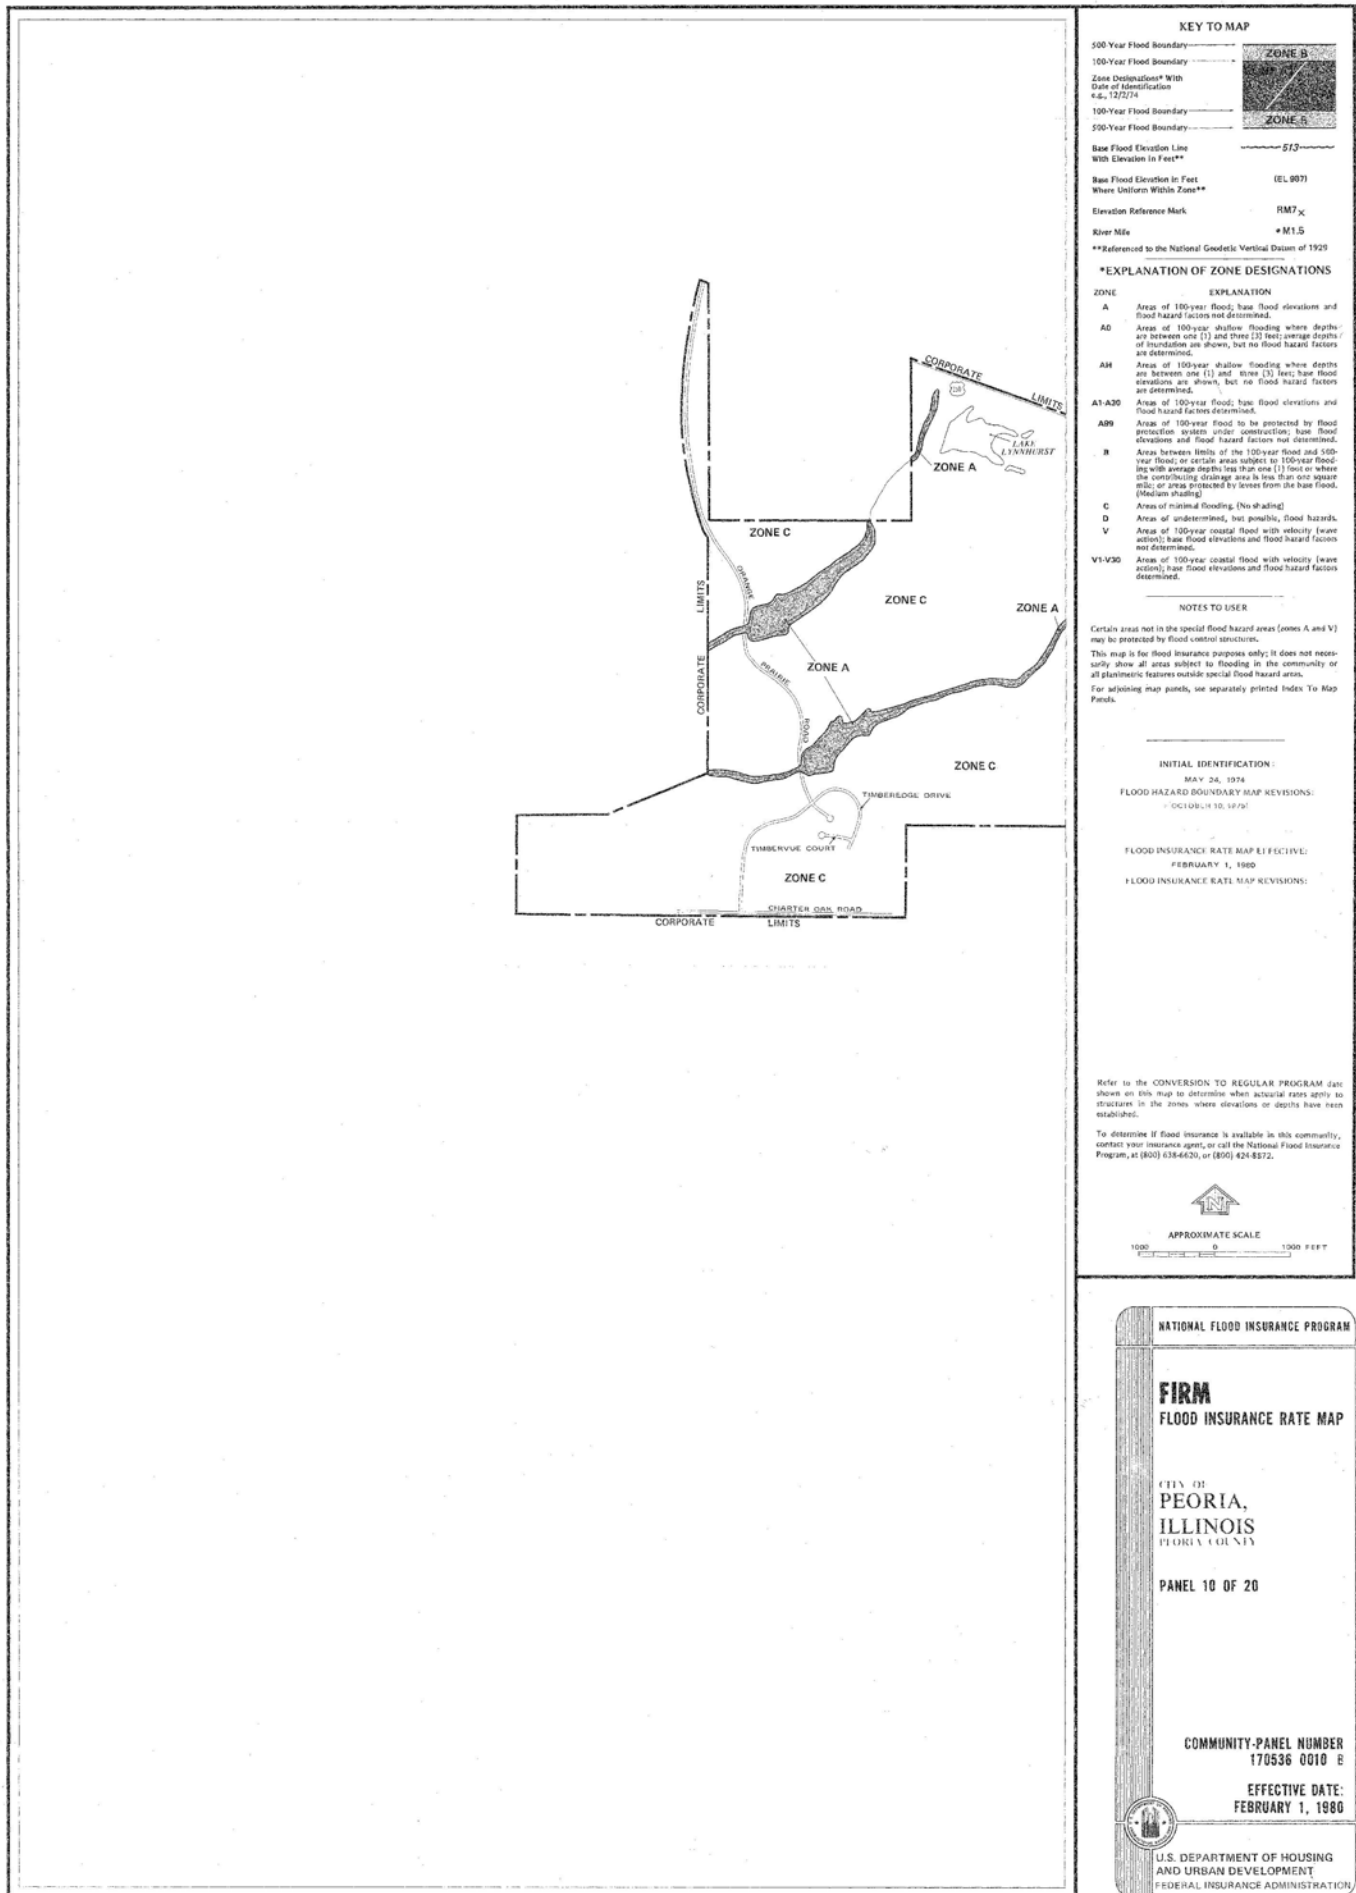 KEY TO MAP
500-Year Flood Boundary
ZONE B
100-Year Flood Boundary
Zone Designations* With
Date of Identification
e.g., 12/2/74
100-Year Flood Boundary
500-Year Flood Boundary
Base Flood Elevation Line
With Elevation In Feet**
513
Base Flood Elevation in Feet
Where Uniform Within Zone**
(EL 987)
Elevation Reference Mark
RM7×
River Mile
•M1.5
**Referenced to the National Geodetic Vertical Datum of 1929
*EXPLANATION OF ZONE DESIGNATIONS
ZONE EXPLANATION
A Areas of 100-year flood; base flood elevations and
flood hazard factors not determined.
A0 Areas of 100-year shallow flooding where depths
are between one (1) and three (3) feet; average depths
of inundation are shown, but no flood hazard factors
are determined.
AH Areas of 100-year shallow flooding where depths
are between one (1) and three (3) feet; base flood
elevations are shown, but no flood hazard factors
are determined.
A1-A30 Areas of 100-year flood; base flood elevations and
flood hazard factors determined.
A99 Areas of 100-year flood to be protected by flood
protection system under construction; base flood
elevations and flood hazard factors not determined.
B Areas between limits of the 100-year flood and 500-
year flood; or certain areas subject to 100-year flood-
ing with average depths less than one (1) foot or where
the contributing drainage area is less than one square
mile; or areas protected by levees from the base flood.
(Medium shading)
C Areas of minimal flooding. (No shading)
D Areas of undetermined, but possible, flood hazards.
V Areas of 100-year coastal flood with velocity (wave
action); base flood elevations and flood hazard factors
not determined.
V1-V30 Areas of 100-year coastal flood with velocity (wave
action); base flood elevations and flood hazard factors
determined.
NOTES TO USER
Certain areas not in the special flood hazard areas (zones A and V)
may be protected by flood control structures.
This map is for flood insurance purposes only; it does not neces-
sarily show all areas subject to flooding in the community or
all planimetric features outside special flood hazard areas.
For adjoining map panels, see separately printed Index To Map
Panels.
INITIAL IDENTIFICATION:
MAY 24, 1974
FLOOD HAZARD BOUNDARY MAP REVISIONS:
OCTOBER 10, 1975
FLOOD INSURANCE RATE MAP EFFECTIVE:
FEBRUARY 1, 1980
FLOOD INSURANCE RATE MAP REVISIONS:
Refer to the CONVERSION TO REGULAR PROGRAM date
shown on this map to determine when actuarial rates apply to
structures in the zones where elevations or depths have been
established.
To determine if flood insurance is available in this community,
contact your insurance agent, or call the National Flood Insurance
Program, at (800) 638-6620, or (800) 424-8872.
N
APPROXIMATE SCALE
1000 0 1000 FEET
NATIONAL FLOOD INSURANCE PROGRAM
FIRM
FLOOD INSURANCE RATE MAP
CITY OF
PEORIA,
ILLINOIS
PEORIA COUNTY
PANEL 10 OF 20
COMMUNITY-PANEL NUMBER
170536 0010 B
EFFECTIVE DATE:
FEBRUARY 1, 1980
U.S. DEPARTMENT OF HOUSING
AND URBAN DEVELOPMENT
FEDERAL INSURANCE ADMINISTRATION
CORPORATE
LIMITS
LAKE
LYNNHURST
ZONE A
ZONE C
ORANGE
LIMITS
ZONE C
ZONE A
CORPORATE
PRAIRIE
ZONE A
ROAD
ZONE C
TIMBEREDGE DRIVE
TIMBERVUE COURT
ZONE C
CHARTER OAK ROAD
CORPORATE LIMITS